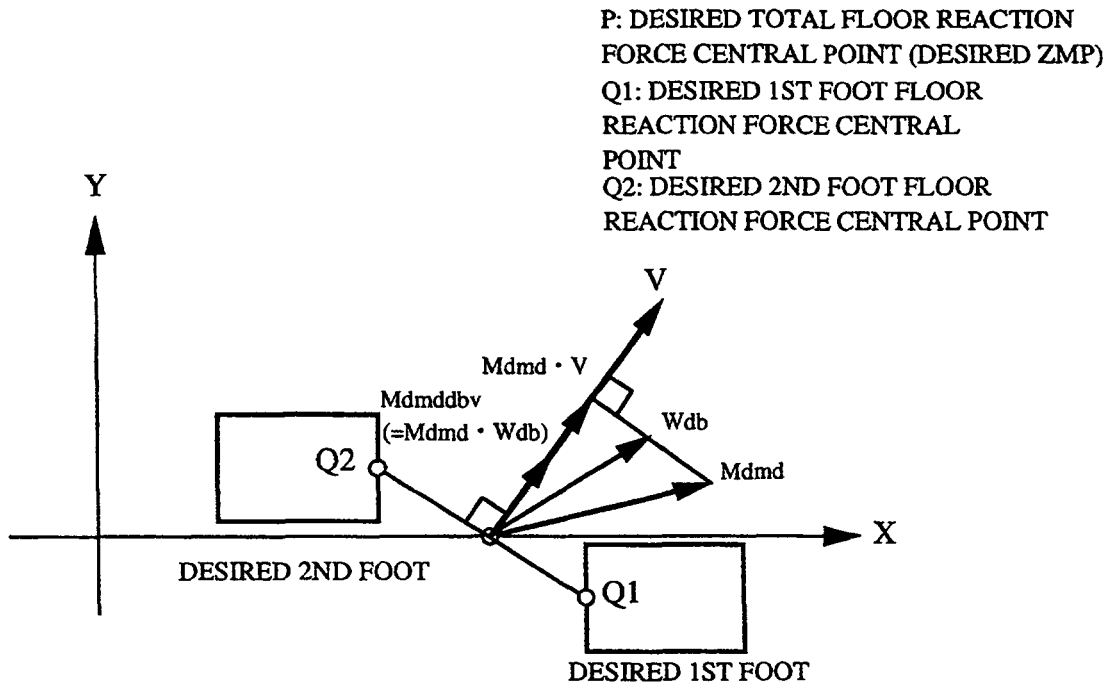 P: DESIRED TOTAL FLOOR REACTION
FORCE CENTRAL POINT (DESIRED ZMP)
Q1: DESIRED 1ST FOOT FLOOR
REACTION FORCE CENTRAL
POINT
Q2: DESIRED 2ND FOOT FLOOR
REACTION FORCE CENTRAL POINT
Y
V
Mdmd・V
Mdmddbv
(=Mdmd・Wdb)
Wdb
Q2
Mdmd
X
DESIRED 2ND FOOT
Q1
DESIRED 1ST FOOT